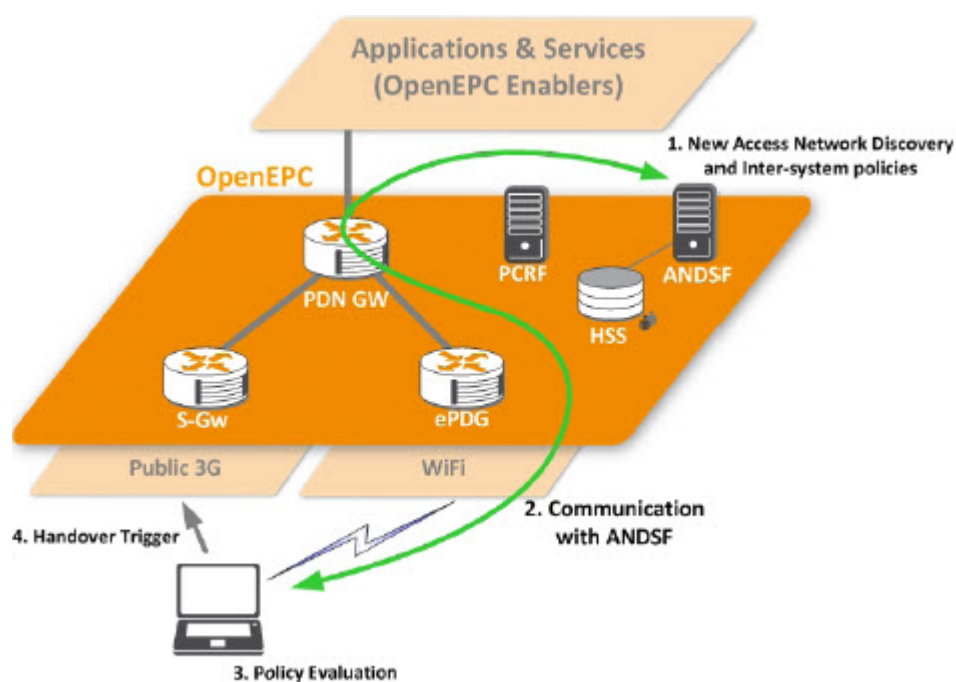 Applications & Services
(OpenEPC Enablers)
1. New Access Network Discovery
and Inter-system policies
OpenEPC
PDN GW
PCRF
ANDSF
HSS
S-Gw
ePDG
Public 3G
WiFi
2. Communication
with ANDSF
4. Handover Trigger
3. Policy Evaluation